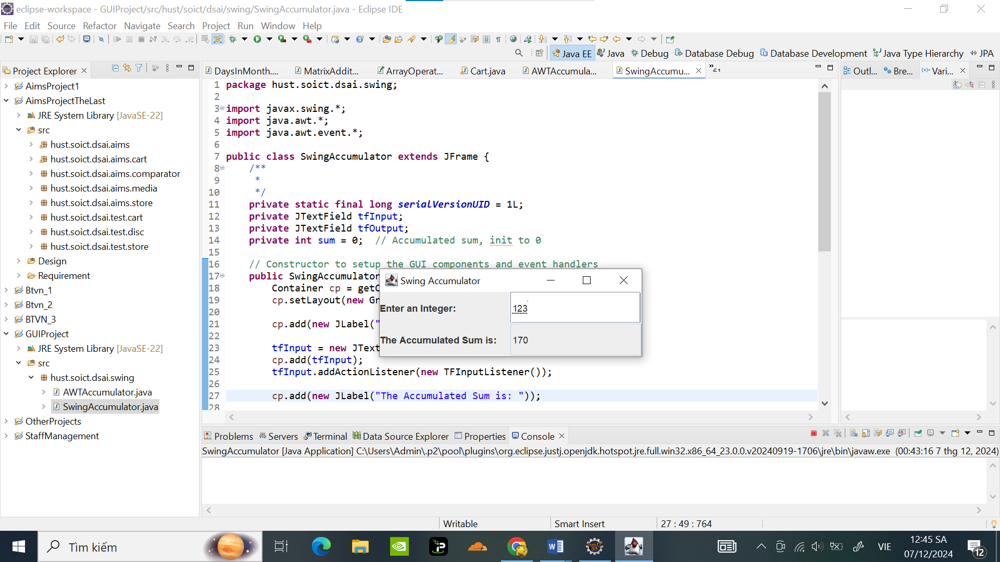 eclipse-workspace - GUIProject/src/hust/soict/dsai/swing/SwingAccumulator.java - Eclipse IDE
File Edit Source Refactor Navigate Search Project Run Window Help
Java EE Java Debug Database Debug Database Development Java Type Hierarchy JPA
Project Explorer
AimsProject1
AimsProjectTheLast
JRE System Library [JavaSE-22]
src
hust.soict.dsai.aims
hust.soict.dsai.aims.cart
hust.soict.dsai.aims.comparator
hust.soict.dsai.aims.media
hust.soict.dsai.aims.store
hust.soict.dsai.test.cart
hust.soict.dsai.test.disc
hust.soict.dsai.test.store
Design
Requirement
Btvn_1
Btvn_2
BTVN_3
GUIProject
JRE System Library [JavaSE-22]
src
hust.soict.dsai.swing
AWTAccumulator.java
SwingAccumulator.java
OtherProjects
StaffManagement
DaysInMonth.... MatrixAddit... ArrayOperat... Cart.java AWTAccumula... SwingAccumu... »61
1 package hust.soict.dsai.swing;
2
3 import javax.swing.*;
4 import java.awt.*;
5 import java.awt.event.*;
6
7 public class SwingAccumulator extends JFrame {
8 /**
9 *
10 */
11 private static final long serialVersionUID = 1L;
12 private JTextField tfInput;
13 private JTextField tfOutput;
14 private int sum = 0; // Accumulated sum, init to 0
15
16 // Constructor to setup the GUI components and event handlers
17 public SwingAccumulator
18 Container cp = getC
19 cp.setLayout(new Gr
20
21 cp.add(new JLabel("
22
23 tfInput = new JText
24 cp.add(tfInput);
25 tfInput.addActionListener(new TFInputListener());
26
27 cp.add(new JLabel("The Accumulated Sum is: "));
28
Swing Accumulator
Enter an Integer: 123
The Accumulated Sum is: 170
Outl... Bre... (x)= Vari...
Problems Servers Terminal Data Source Explorer Properties Console
SwingAccumulator [Java Application] C:\Users\Admin\.p2\pool\plugins\org.eclipse.justj.openjdk.hotspot.jre.full.win32.x86_64_23.0.0.v20240919-1706\jre\bin\javaw.exe (00:43:16 7 thg 12, 2024)
Writable Smart Insert 27 : 49 : 764
Tìm kiếm
VIE
12:45 SA
07/12/2024
12